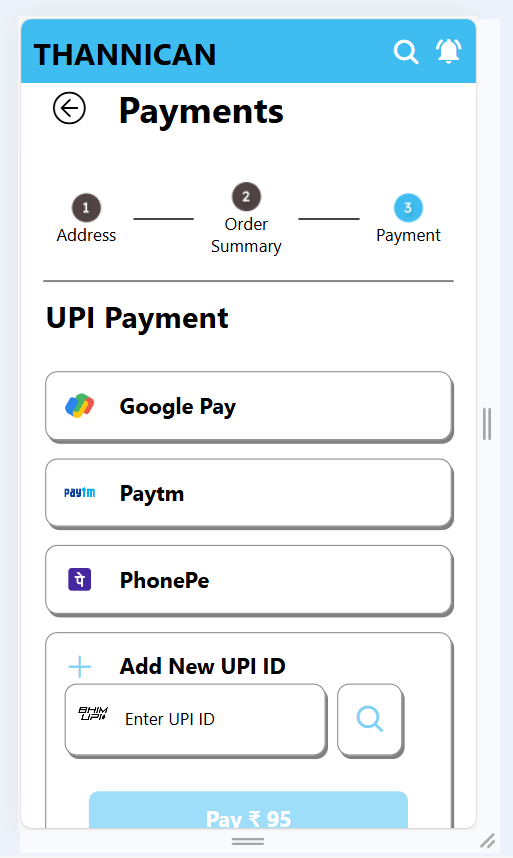 THANNICAN
Payments
1
2
3
Address
Order
Summary
Payment
UPI Payment
Google Pay
paytm
Paytm
पे
PhonePe
Add New UPI ID
BHIM
UPI
Enter UPI ID
Pay ₹ 95